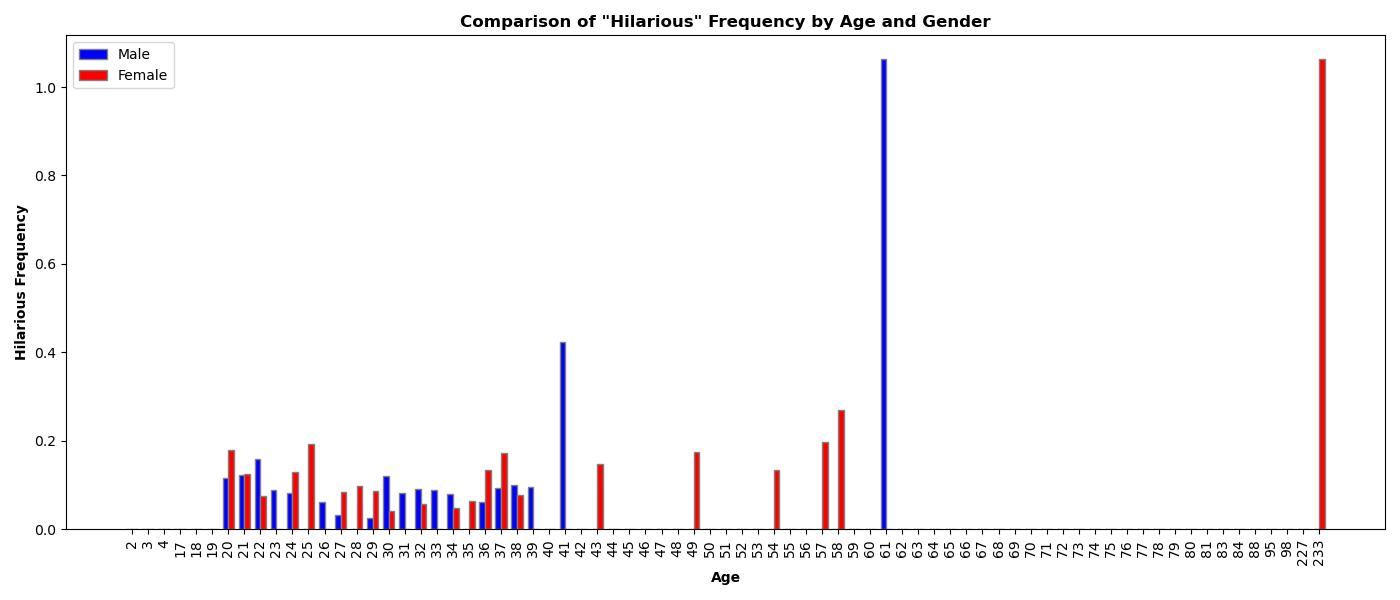 Comparison of "Hilarious" Frequency by Age and Gender
Male
Female
Hilarious Frequency
1.0
0.8
0.6
0.4
0.2
0.0
2 3 4 17 18 19 20 21 22 23 24 25 26 27 28 29 30 31 32 33 34 35 36 37 38 39 40 41 42 43 44 45 46 47 48 49 50 51 52 53 54 55 56 57 58 59 60 61 62 63 64 65 66 67 68 69 70 71 72 73 74 75 76 77 78 79 80 81 83 84 88 95 98 227 233
Age